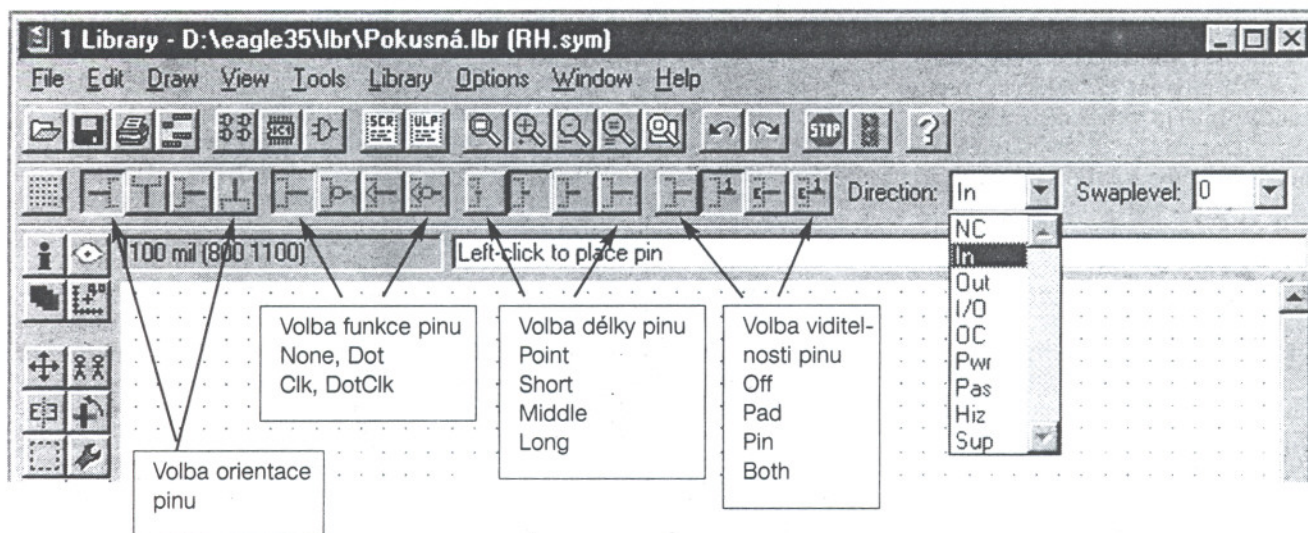 1 Library - D:\eagle35\lbr\Pokusná.lbr (RH.sym)
File Edit Draw View Tools Library Options Window Help
SCR ULP STOP ?
Direction: In Swaplevel: 0
100 mil (800 1100) Left-click to place pin
NC
In
Out
I/O
OC
Pwr
Pas
Hiz
Sup
Volba funkce pinu
None, Dot
Clk, DotClk
Volba délky pinu
Point
Short
Middle
Long
Volba viditel-
nosti pinu
Off
Pad
Pin
Both
Volba orientace
pinu